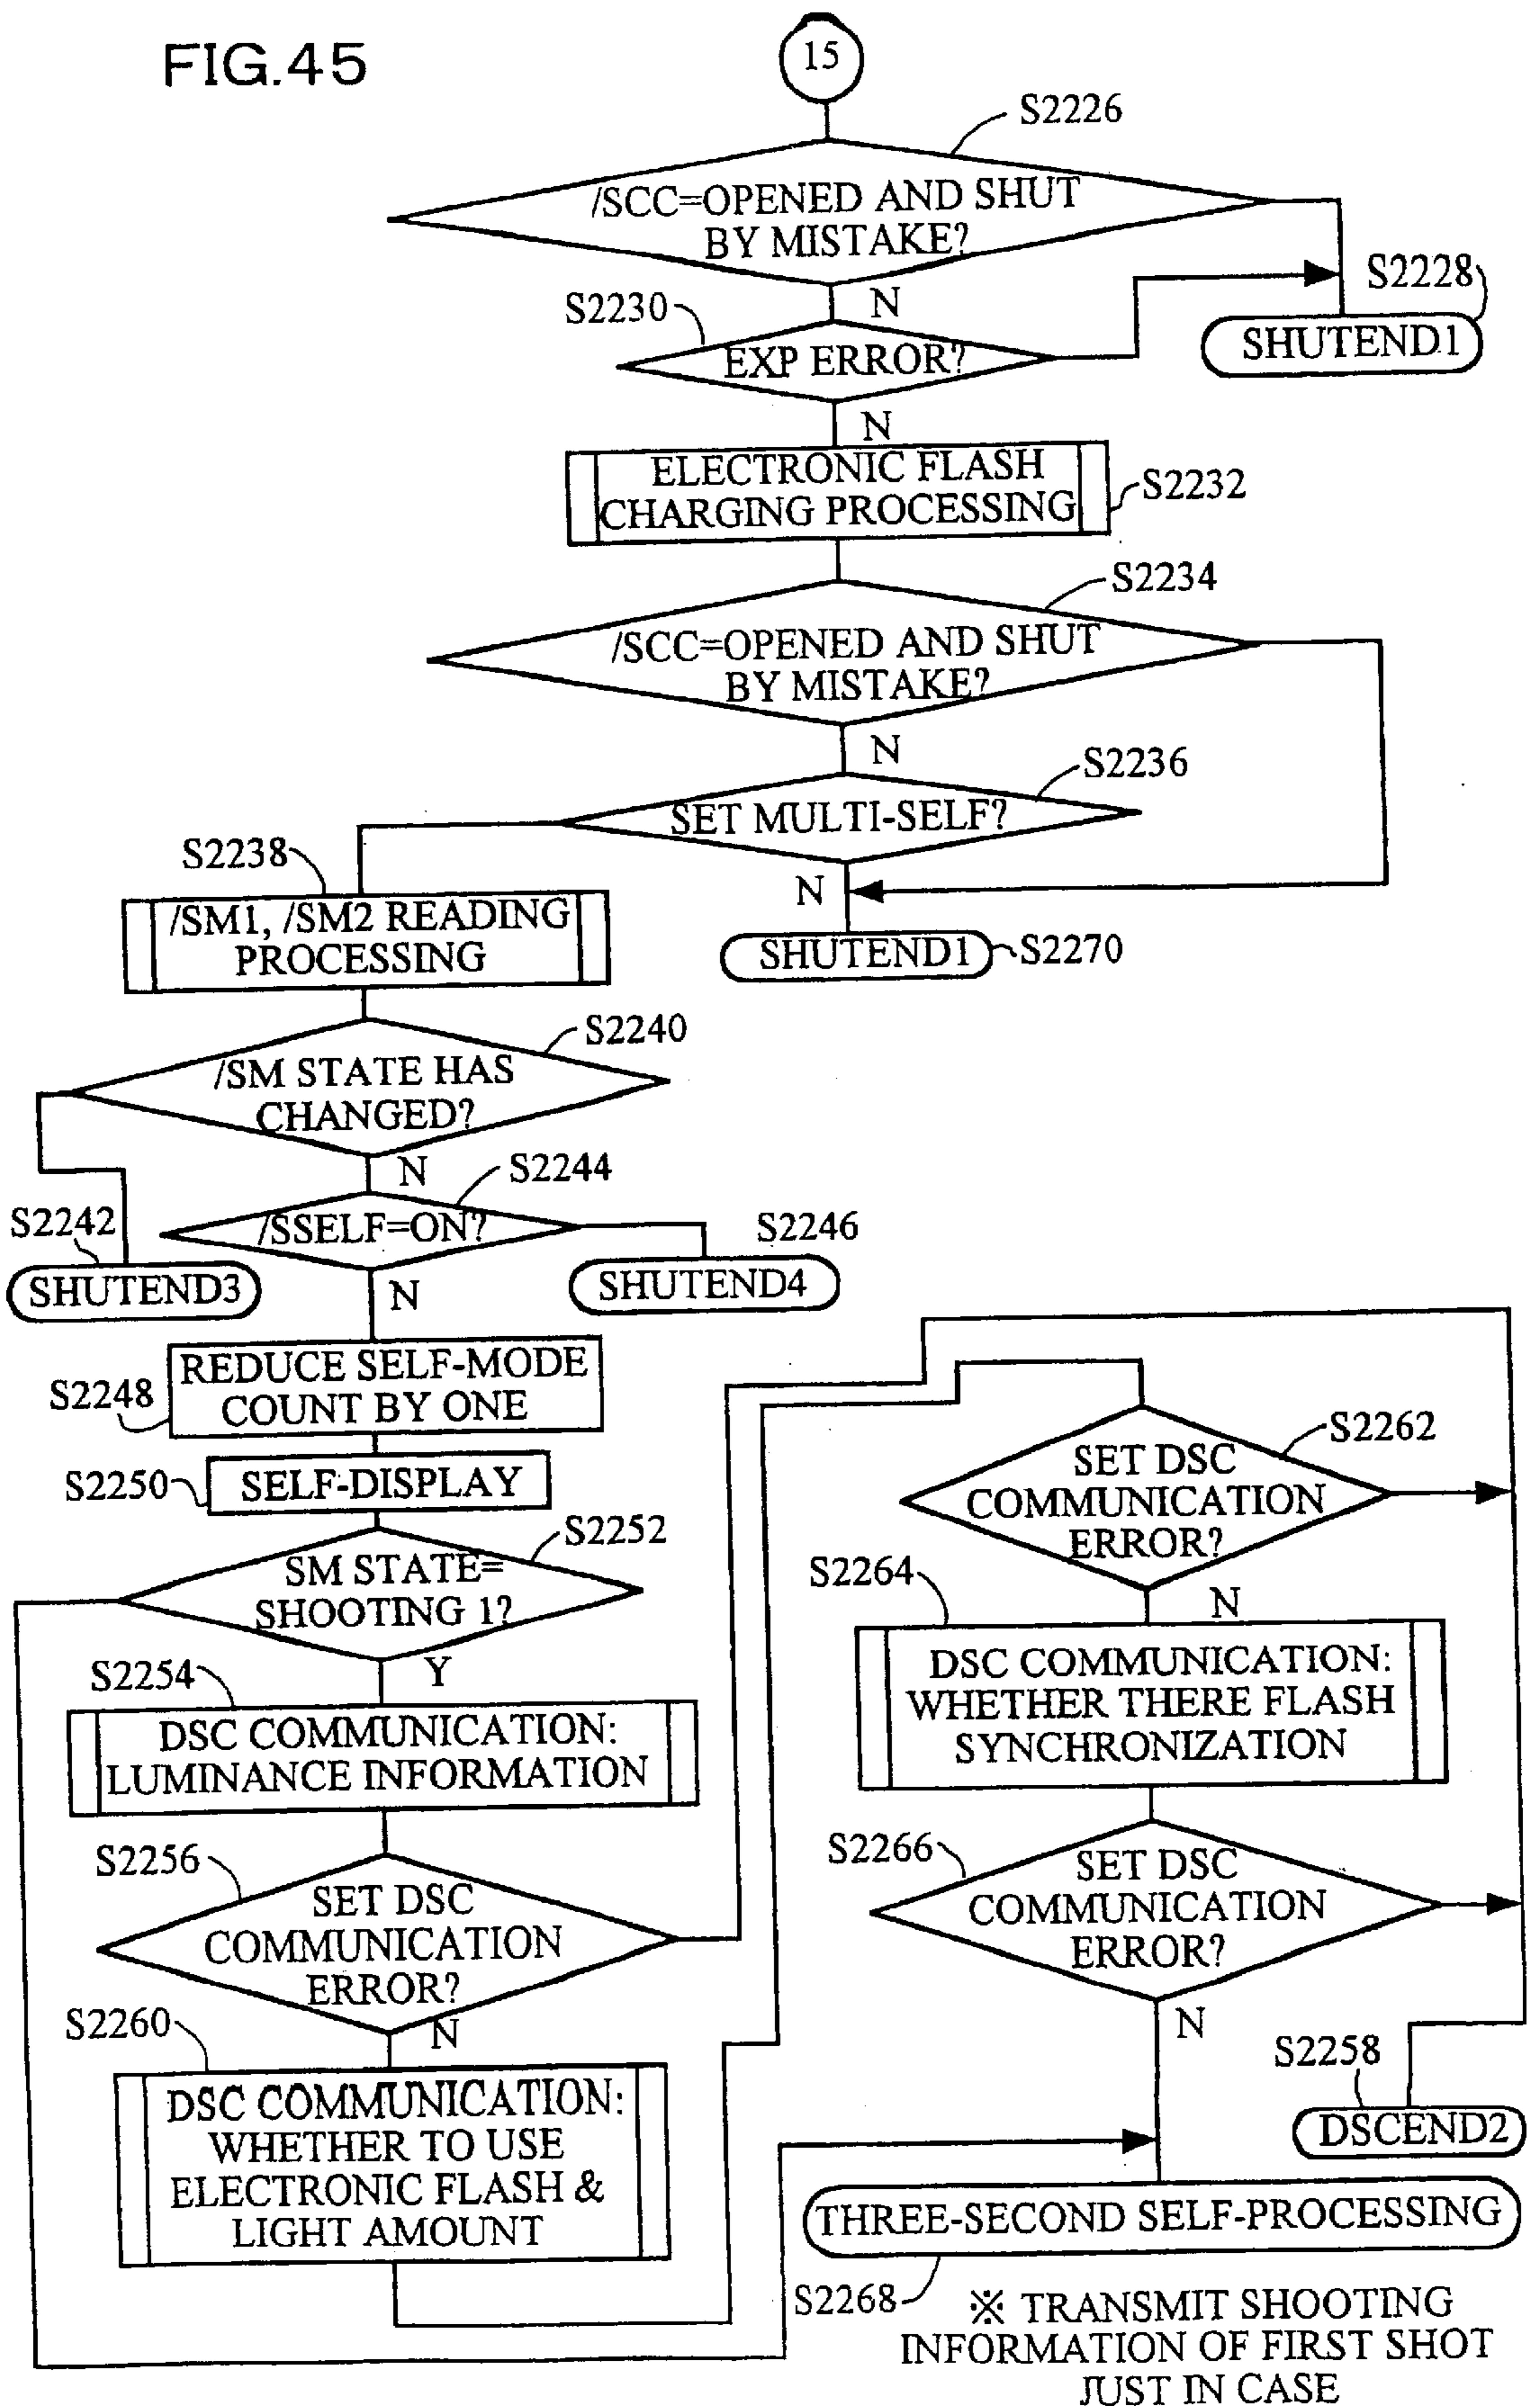 FIG.45
15
S2226
/SCC=OPENED AND SHUT
BY MISTAKE?
S2228
SHUTEND1
N
S2230
EXP ERROR?
N
ELECTRONIC FLASH
CHARGING PROCESSING
S2232
S2234
/SCC=OPENED AND SHUT
BY MISTAKE?
N
S2236
SET MULTI-SELF?
N
SHUTEND1
S2270
S2238
/SM1, /SM2 READING
PROCESSING
S2240
/SM STATE HAS
CHANGED?
N
S2242
SHUTEND3
S2244
/SSELF=ON?
S2246
SHUTEND4
N
S2248
REDUCE SELF-MODE
COUNT BY ONE
S2250
SELF-DISPLAY
S2252
SM STATE=
SHOOTING 1?
Y
S2254
DSC COMMUNICATION:
LUMINANCE INFORMATION
S2256
SET DSC
COMMUNICATION
ERROR?
N
S2260
DSC COMMUNICATION:
WHETHER TO USE
ELECTRONIC FLASH &
LIGHT AMOUNT
S2262
SET DSC
COMMUNICATION
ERROR?
N
S2264
DSC COMMUNICATION:
WHETHER THERE FLASH
SYNCHRONIZATION
S2266
SET DSC
COMMUNICATION
ERROR?
N
S2258
DSCEND2
THREE-SECOND SELF-PROCESSING
S2268
※ TRANSMIT SHOOTING
INFORMATION OF FIRST SHOT
JUST IN CASE